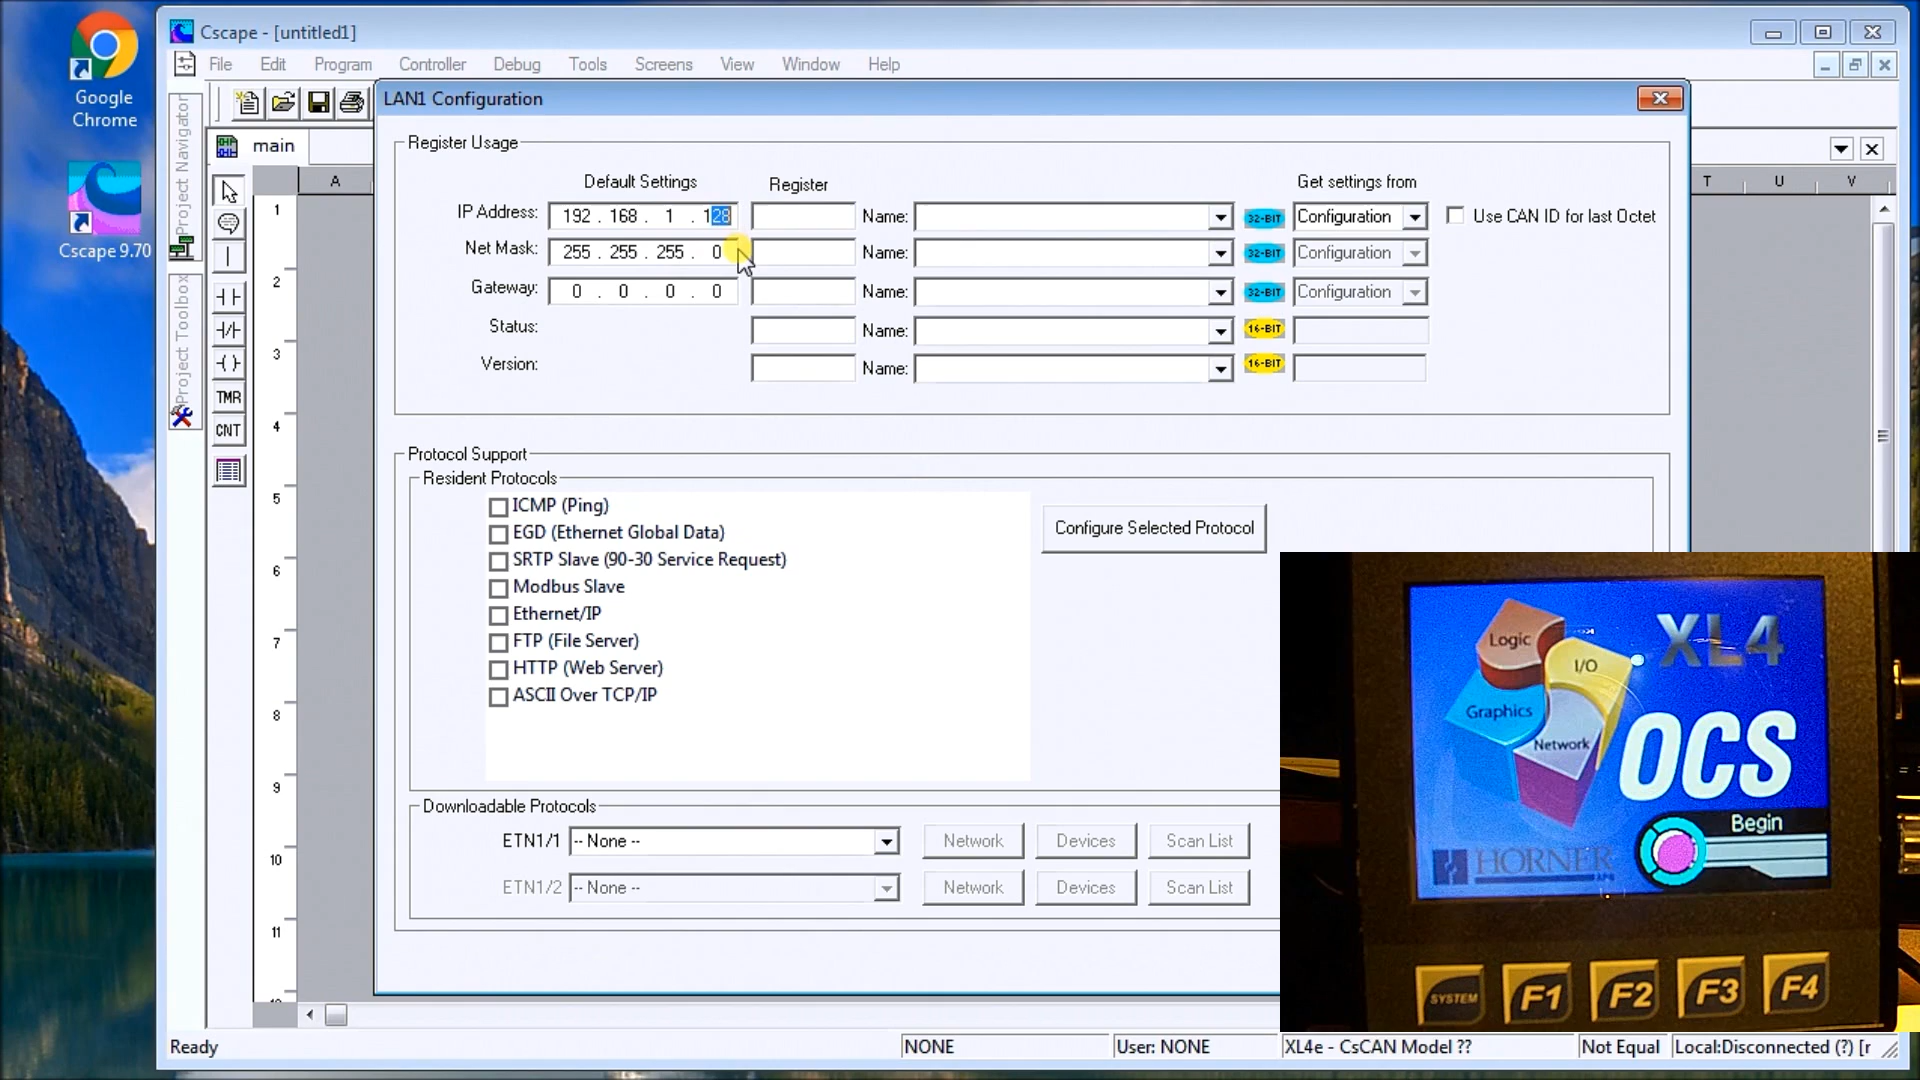 Google
Chrome
Cscape 9.70
Cscape - [untitled1]
File Edit Program Controller Debug Tools Screens View Window Help
LAN1 Configuration
Project Navigator
Project Toolbox
main
A
T U V
1
2
3
4
5
6
7
8
9
10
11
TMR
CNT
Register Usage
Default Settings Register Get settings from
IP Address: 192 . 168 . 1 . 128 Name: 32-BIT Configuration Use CAN ID for last Octet
Net Mask: 255 . 255 . 255 . 0 Name: 32-BIT Configuration
Gateway: 0 . 0 . 0 . 0 Name: 32-BIT Configuration
Status: Name: 16-BIT
Version: Name: 16-BIT
Protocol Support
Resident Protocols
ICMP (Ping)
EGD (Ethernet Global Data)
SRTP Slave (90-30 Service Request)
Modbus Slave
Ethernet/IP
FTP (File Server)
HTTP (Web Server)
ASCII Over TCP/IP
Configure Selected Protocol
Downloadable Protocols
ETN1/1 -- None -- Network Devices Scan List
ETN1/2 -- None -- Network Devices Scan List
Logic
I/O
Graphics
Network
XL4
OCS
Begin
HORNER
APG
SYSTEM F1 F2 F3 F4
Ready NONE User: NONE XL4e - CsCAN Model ?? Not Equal Local:Disconnected (?) [r